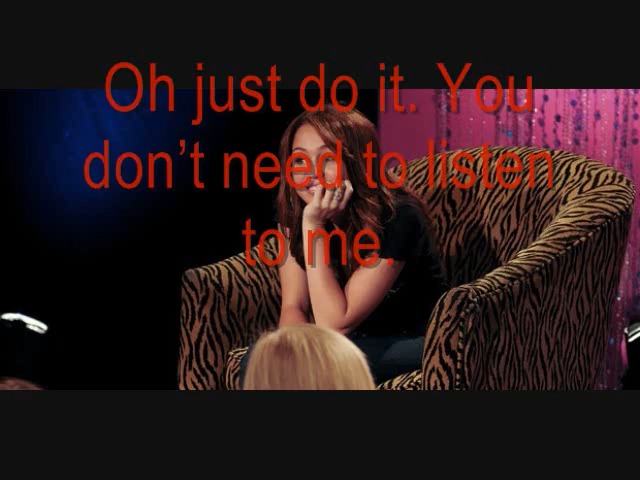 Oh just do it. You
don’t need to listen
to me.